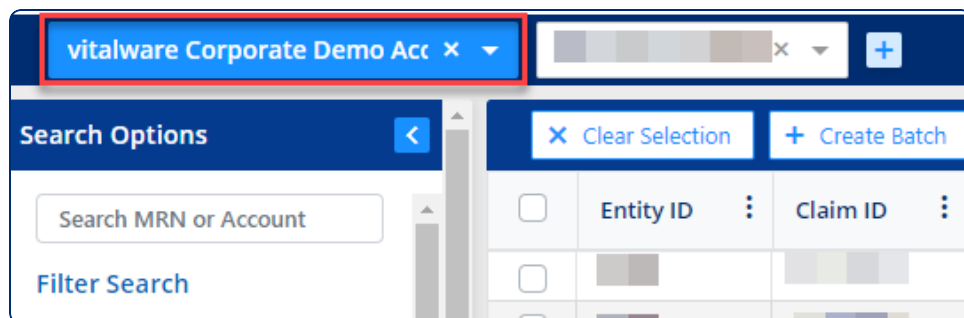 vitalware Corporate Demo Acc
Search Options
Clear Selection
Create Batch
Search MRN or Account
Entity ID
Claim ID
Filter Search